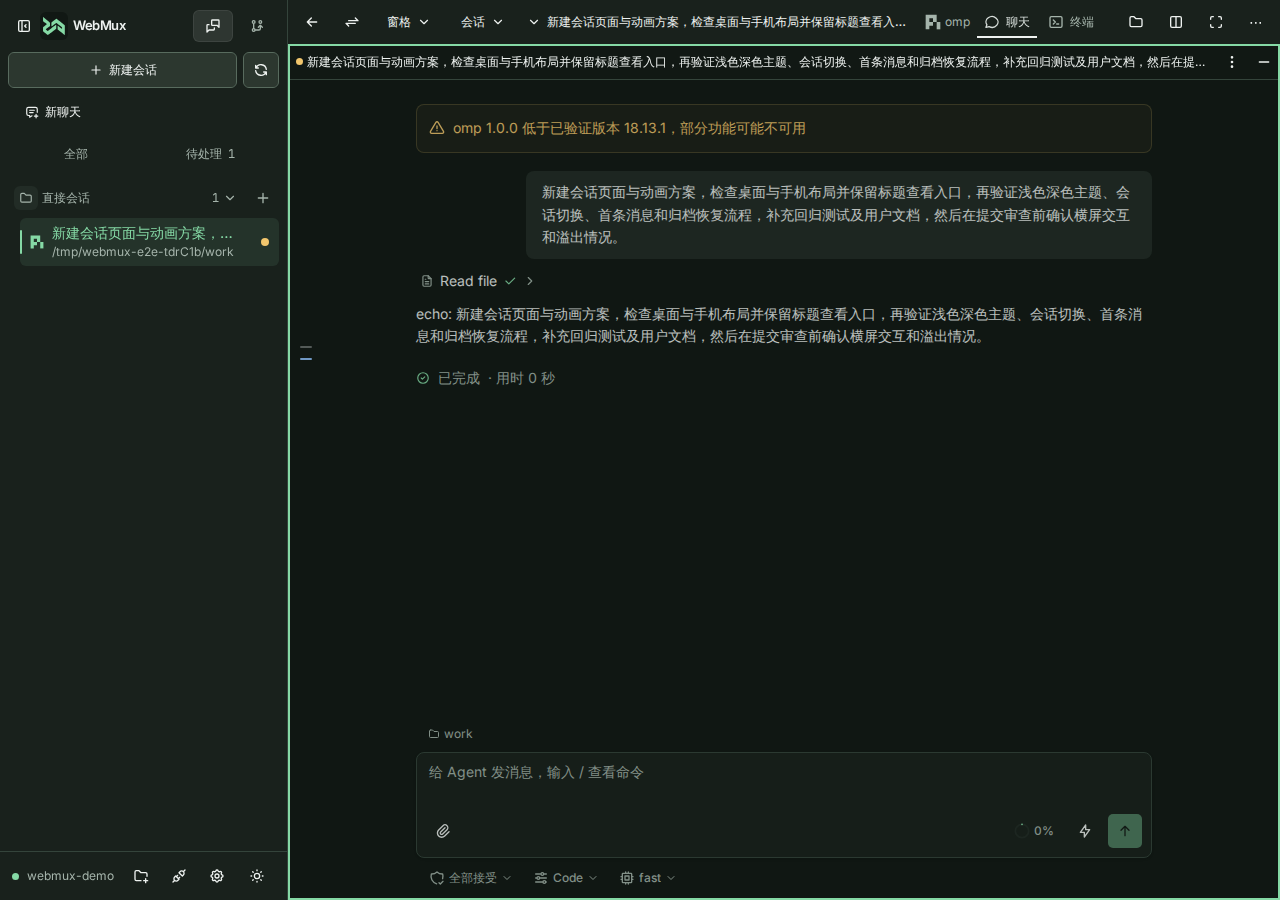 WebMux
新建会话
新聊天
全部
待处理 1
直接会话
1
新建会话页面与动画方案，...
/tmp/webmux-e2e-tdrC1b/work
webmux-demo
窗格
会话
新建会话页面与动画方案，检查桌面与手机布局并保留标题查看入...
omp
聊天
终端
新建会话页面与动画方案，检查桌面与手机布局并保留标题查看入口，再验证浅色深色主题、会话切换、首条消息和归档恢复流程，补充回归测试及用户文档，然后在提...
omp 1.0.0 低于已验证版本 18.13.1，部分功能可能不可用
新建会话页面与动画方案，检查桌面与手机布局并保留标题查看入口，再验证浅色深色主题、会
话切换、首条消息和归档恢复流程，补充回归测试及用户文档，然后在提交审查前确认横屏交互
和溢出情况。
Read file
echo: 新建会话页面与动画方案，检查桌面与手机布局并保留标题查看入口，再验证浅色深色主题、会话切换、首条消
息和归档恢复流程，补充回归测试及用户文档，然后在提交审查前确认横屏交互和溢出情况。
已完成 · 用时 0 秒
work
给 Agent 发消息，输入 / 查看命令
0%
全部接受
Code
fast